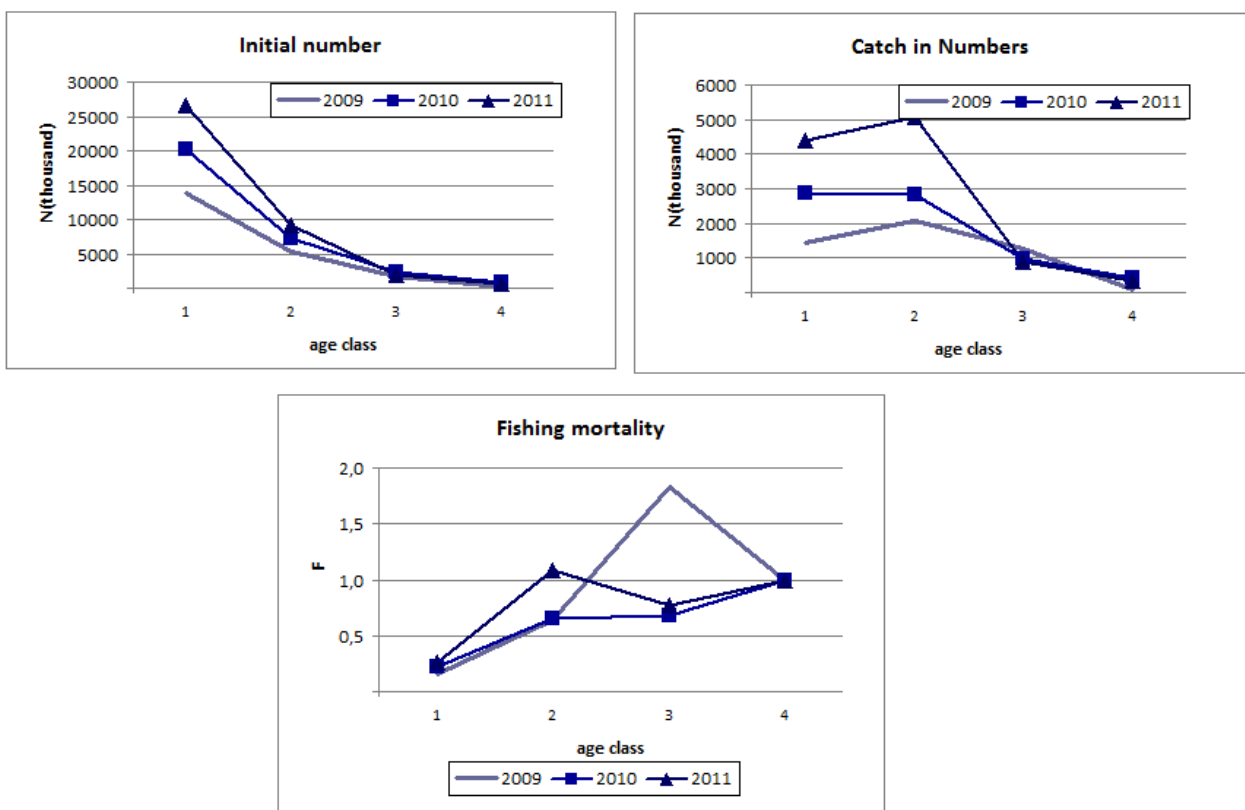 Initial number
N(thousand)
30000
25000
20000
15000
10000
5000
2009 2010 2011
1 2 3 4
age class
Catch in Numbers
N(thousand)
6000
5000
4000
3000
2000
1000
2009 2010 2011
1 2 3 4
age class
Fishing mortality
F
2,0
1,5
1,0
0,5
1 2 3 4
age class
2009 2010 2011